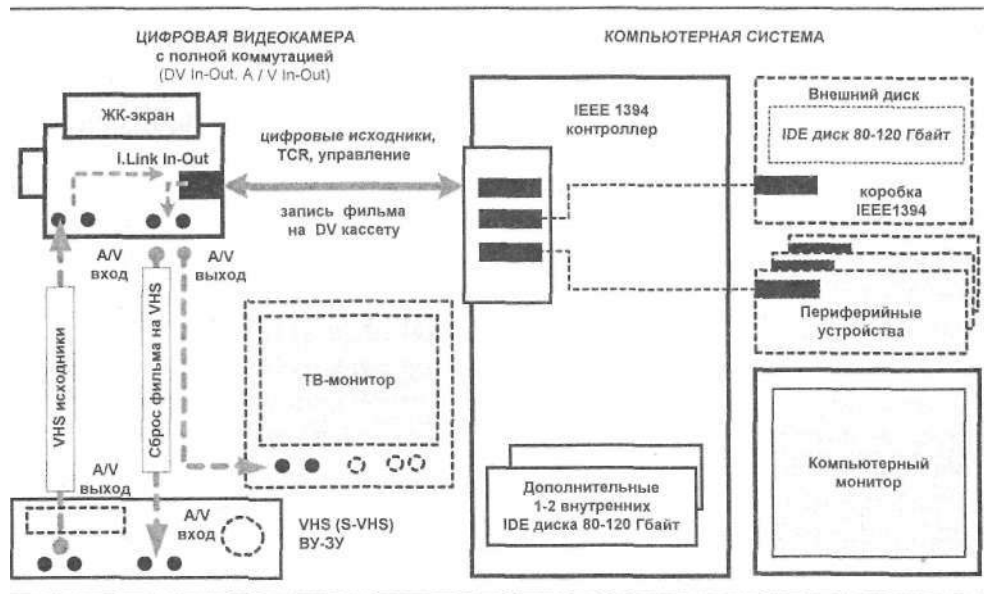 ЦИФРОВАЯ ВИДЕОКАМЕРА
с полной коммутацией
(DV In-Out. A / V In-Out)
КОМПЬЮТЕРНАЯ СИСТЕМА
ЖК-экран
i.Link In-Out
цифровые исходники,
TCR, управление
запись фильма
на DV кассету
IEEE 1394
контроллер
Внешний диск
IDE диск 80-120 Гбайт
коробка
IEEE1394
Периферийные
устройства
A/V
вход
A/V
выход
VHS исходники
Сброс фильма на VHS
ТВ-монитор
A/V
выход
A/V
вход
VHS (S-VHS)
ВУ-ЗУ
Дополнительные
1-2 внутренних
IDE диска 80-120 Гбайт
Компьютерный
монитор